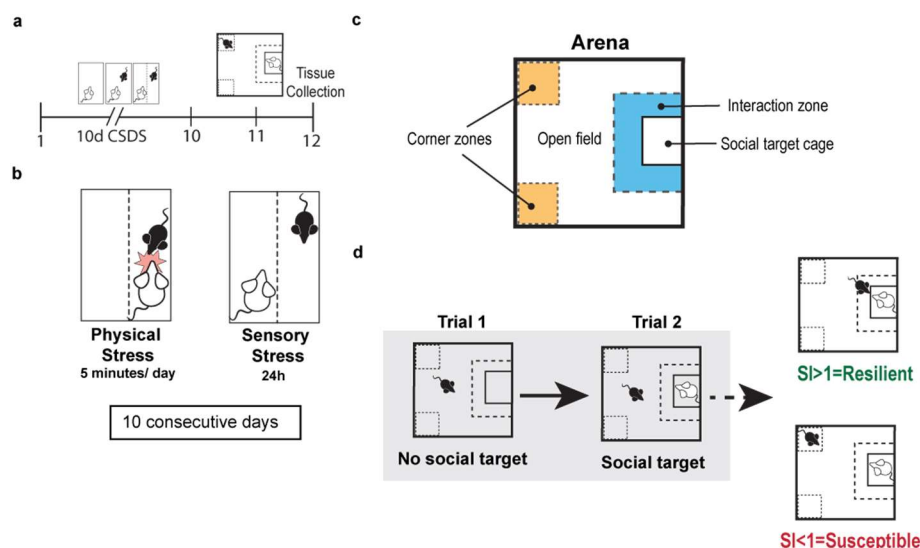 a
Tissue
Collection
1
10d CSDS
10
11
12
b
Physical
Stress
5 minutes/ day
Sensory
Stress
24h
10 consecutive days
c
Arena
Corner zones
Open field
Interaction zone
Social target cage
d
Trial 1
Trial 2
No social target
Social target
SI>1=Resilient
SI<1=Susceptible